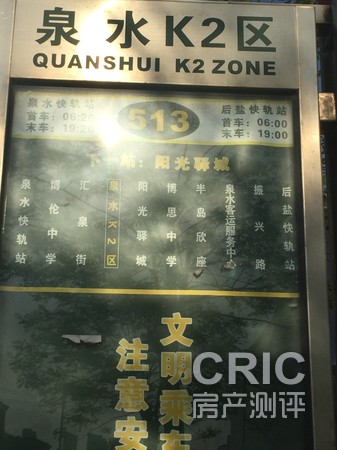 泉水K2区
QUANSHUI K2 ZONE
泉水快轨站
首车: 06:20
末车: 19:20
513
后盐快轨站
首车: 06:00
末车: 19:00
下一站: 阳光驿城
泉水快轨站
博伦中学
汇泉街
泉水K2区
阳光驿城
博思中学
半岛欣座
泉水客运服务中心
振兴路
后盐快轨站
文明乘车
注意安
CRIC
房产测评